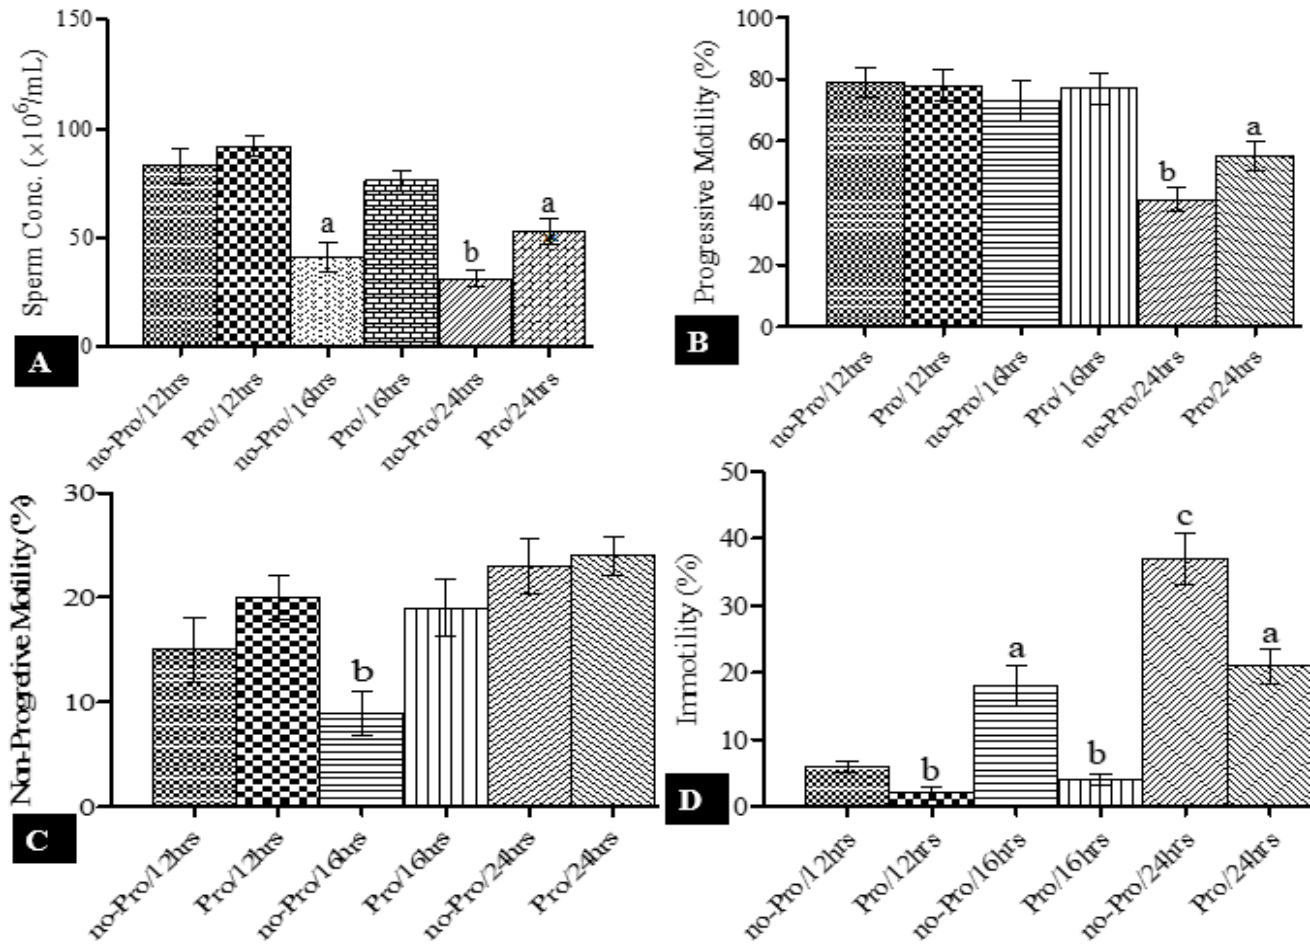 Sperm Conc. (×10⁶/mL)
150
100
50
0
a
b
a
A
no-Pro/12hrs
Pro/12hrs
no-Pro/16hrs
Pro/16hrs
no-Pro/24hrs
Pro/24hrs
Progressive Motility (%)
100
80
60
40
20
0
b
a
B
no-Pro/12hrs
Pro/12hrs
no-Pro/16hrs
Pro/16hrs
no-Pro/24hrs
Pro/24hrs
Non-Progrdive Motility (%)
30
20
10
0
b
C
no-Pro/12hrs
Pro/12hrs
no-Pro/16hrs
Pro/16hrs
no-Pro/24hrs
Pro/24hrs
Immotility (%)
50
40
30
20
10
0
b
a
b
c
a
D
no-Pro/12hrs
Pro/12hrs
no-Pro/16hrs
Pro/16hrs
no-Pro/24hrs
Pro/24hrs